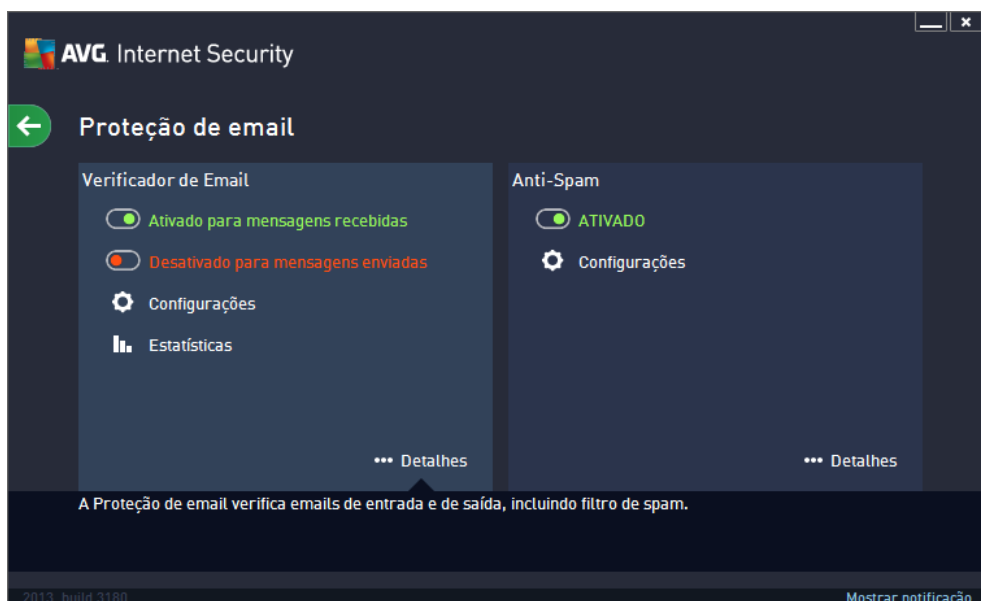 AVG. Internet Security
Proteção de email
Verificador de Email
Ativado para mensagens recebidas
Desativado para mensagens enviadas
Configurações
Estatísticas
Detalhes
Anti-Spam
ATIVADO
Configurações
Detalhes
A Proteção de email verifica emails de entrada e de saída, incluindo filtro de spam.
2013 build 3180
Mostrar notificação